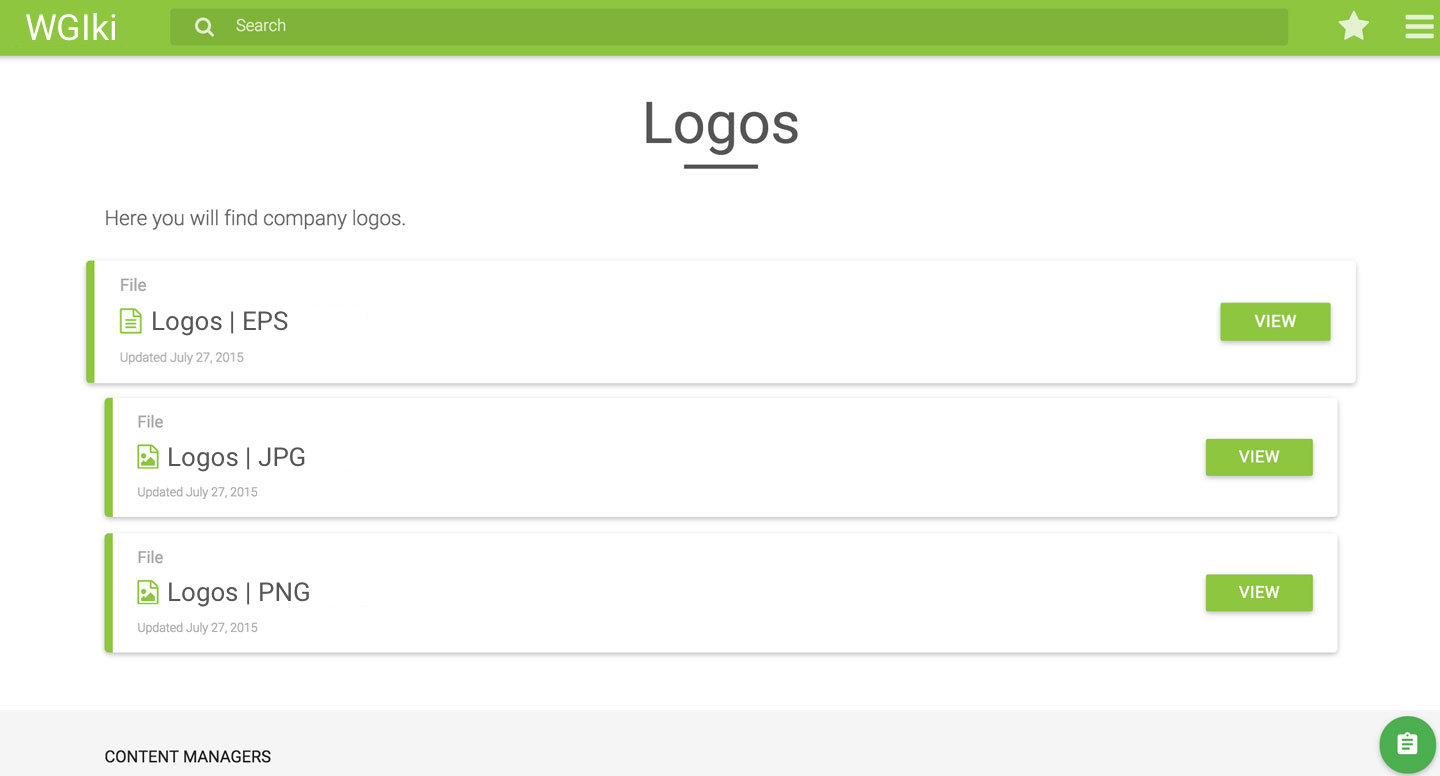 WGIki
Search
Logos
Here you will find company logos.
File
Logos | EPS
Updated July 27, 2015
VIEW
File
Logos | JPG
Updated July 27, 2015
VIEW
File
Logos | PNG
Updated July 27, 2015
VIEW
CONTENT MANAGERS